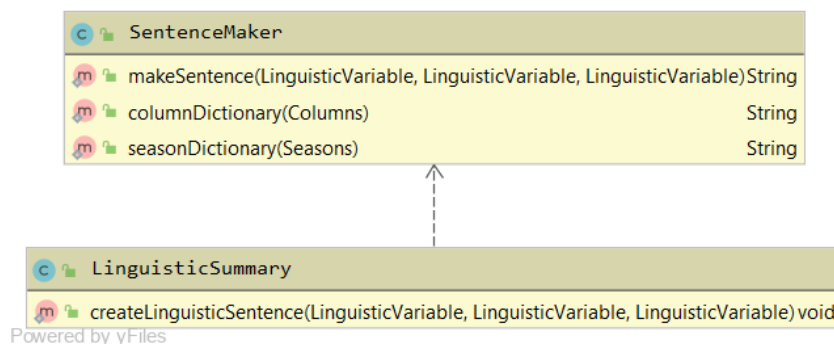 C SentenceMaker
m makeSentence(LinguisticVariable, LinguisticVariable, LinguisticVariable) String
m columnDictionary(Columns) String
m seasonDictionary(Seasons) String
C LinguisticSummary
m createLinguisticSentence(LinguisticVariable, LinguisticVariable, LinguisticVariable) void
Powered by yFiles